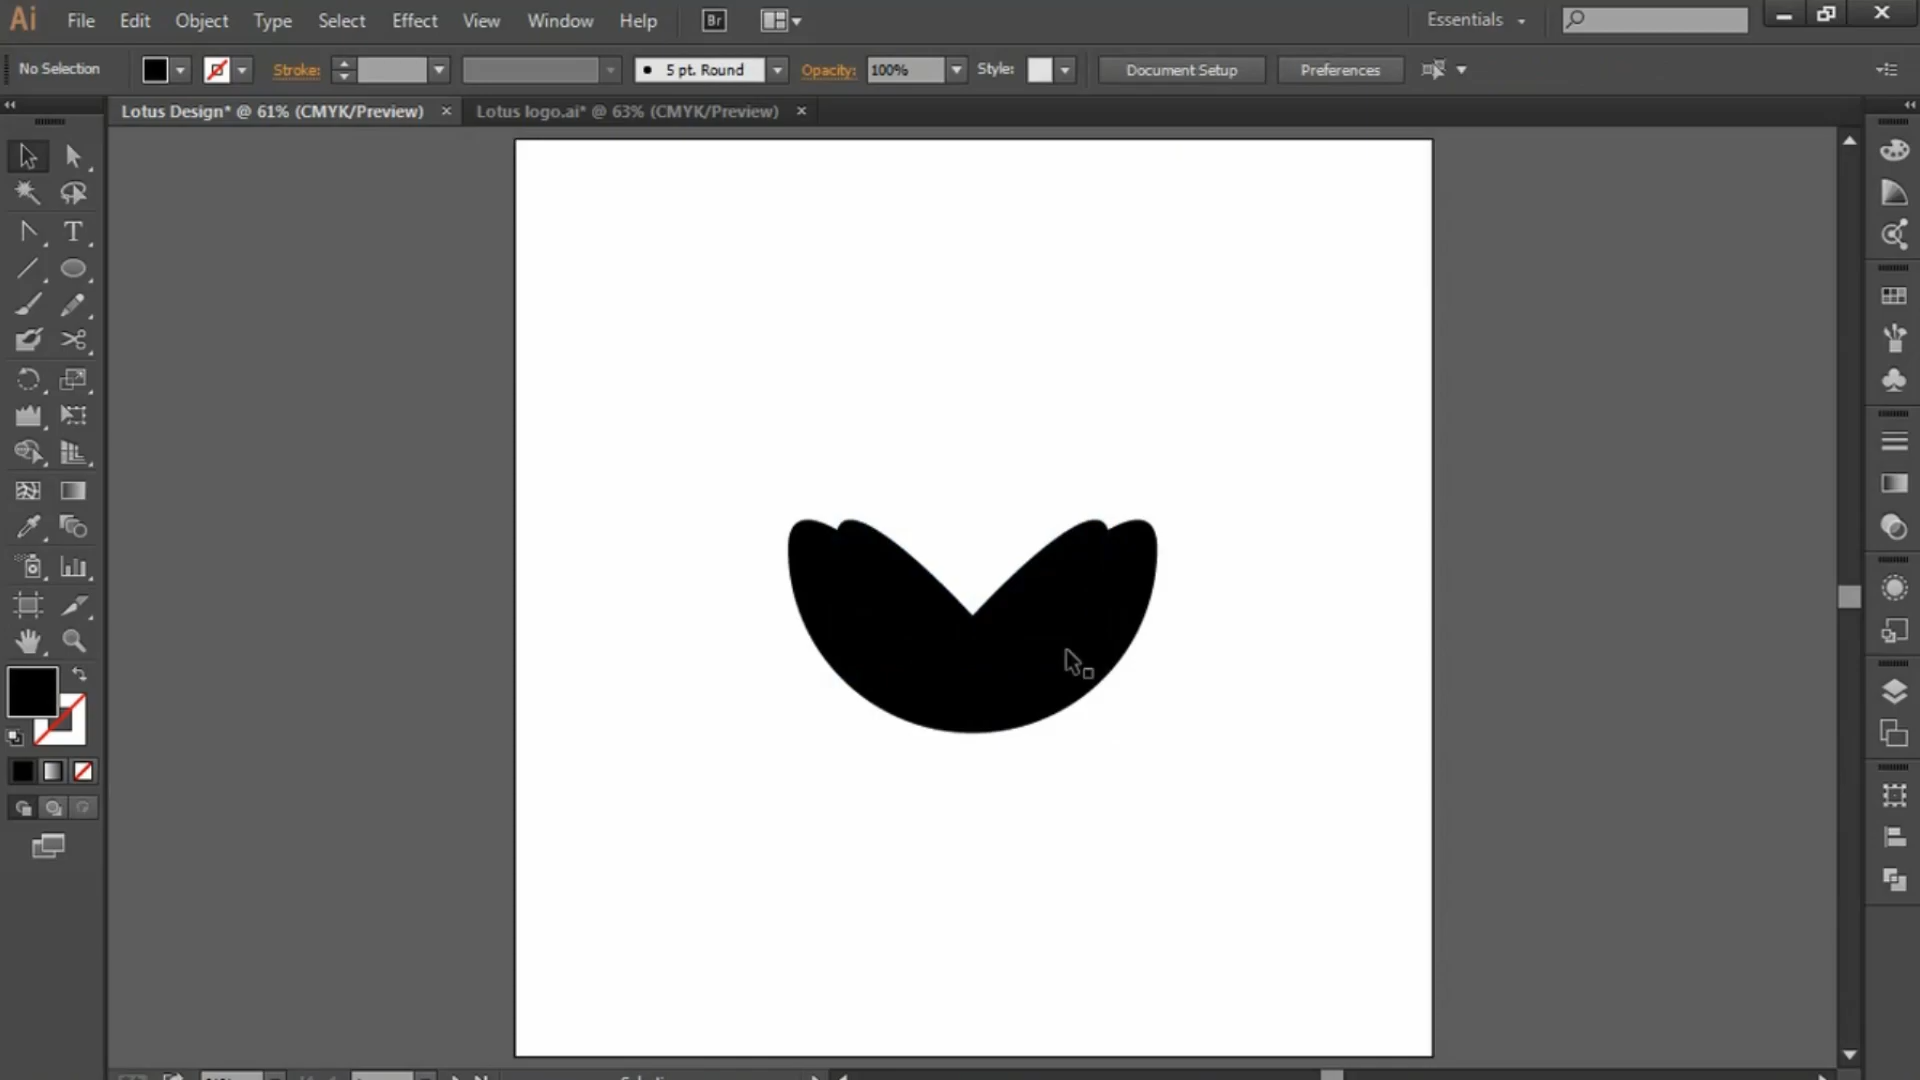 Ai File Edit Object Type Select Effect View Window Help Br Essentials
No Selection Stroke: 5 pt. Round Opacity: 100% Style: Document Setup Preferences
Lotus Design* @ 61% (CMYK/Preview) × Lotus logo.ai* @ 63% (CMYK/Preview) ×
T